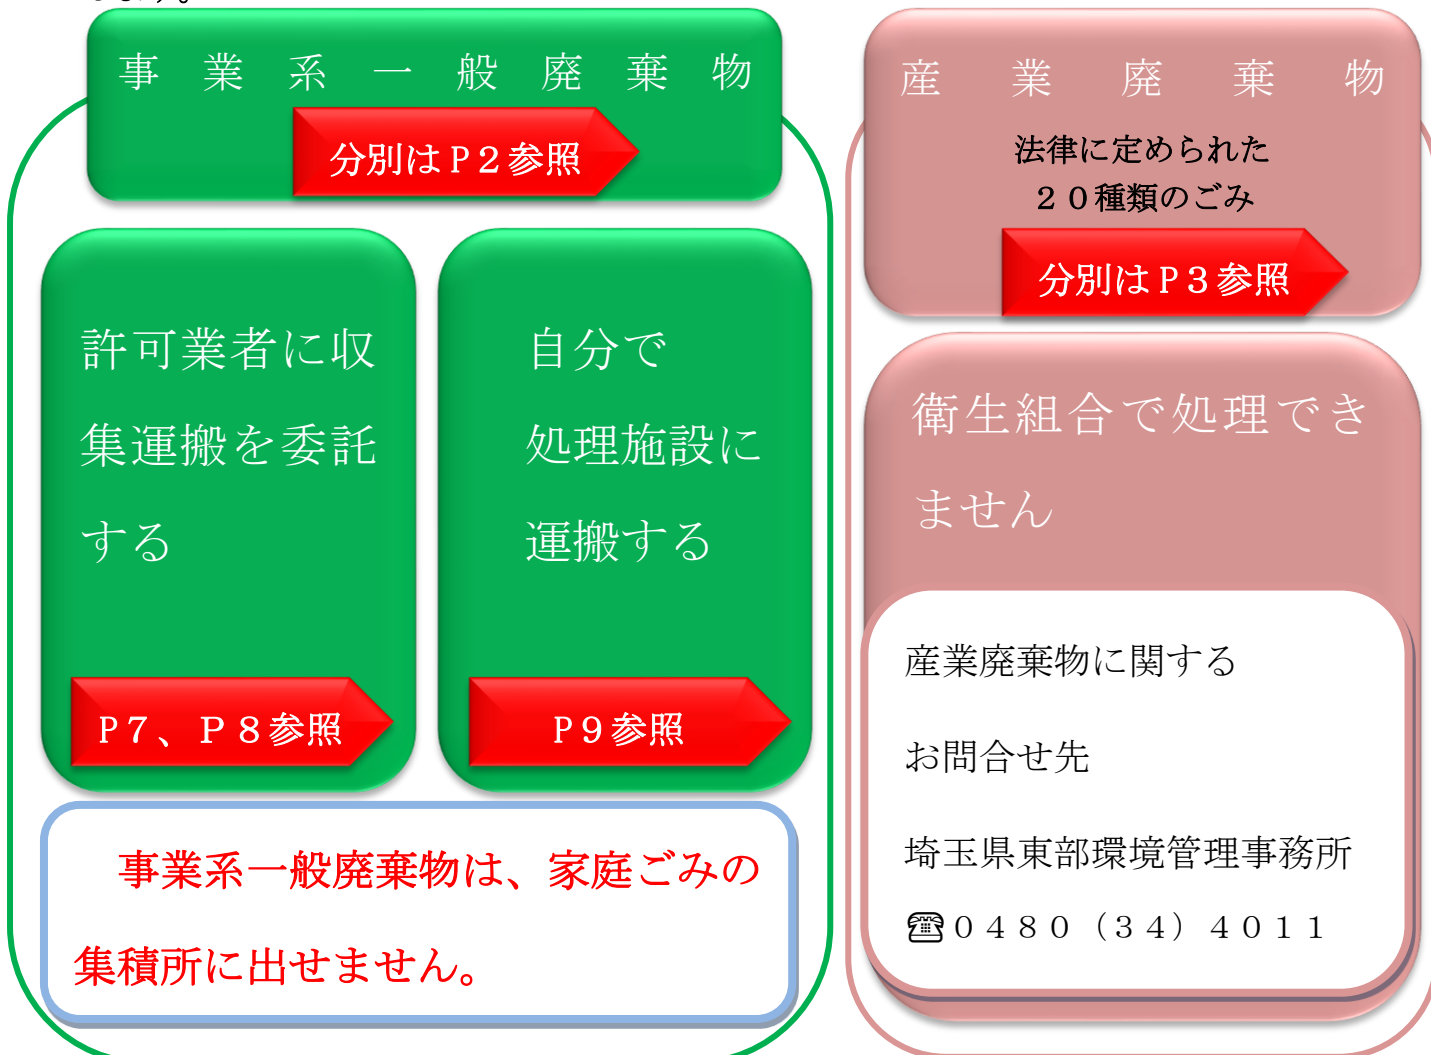 事業系一般廃棄物
分別はＰ２参照
許可業者に収
集運搬を委託
する
Ｐ７、Ｐ８参照
自分で
処理施設に
運搬する
Ｐ９参照
事業系一般廃棄物は、家庭ごみの
集積所に出せません。
産業廃棄物
法律に定められた
２０種類のごみ
分別はＰ３参照
衛生組合で処理でき
ません
産業廃棄物に関する
お問合せ先
埼玉県東部環境管理事務所
☎０４８０（３４）４０１１